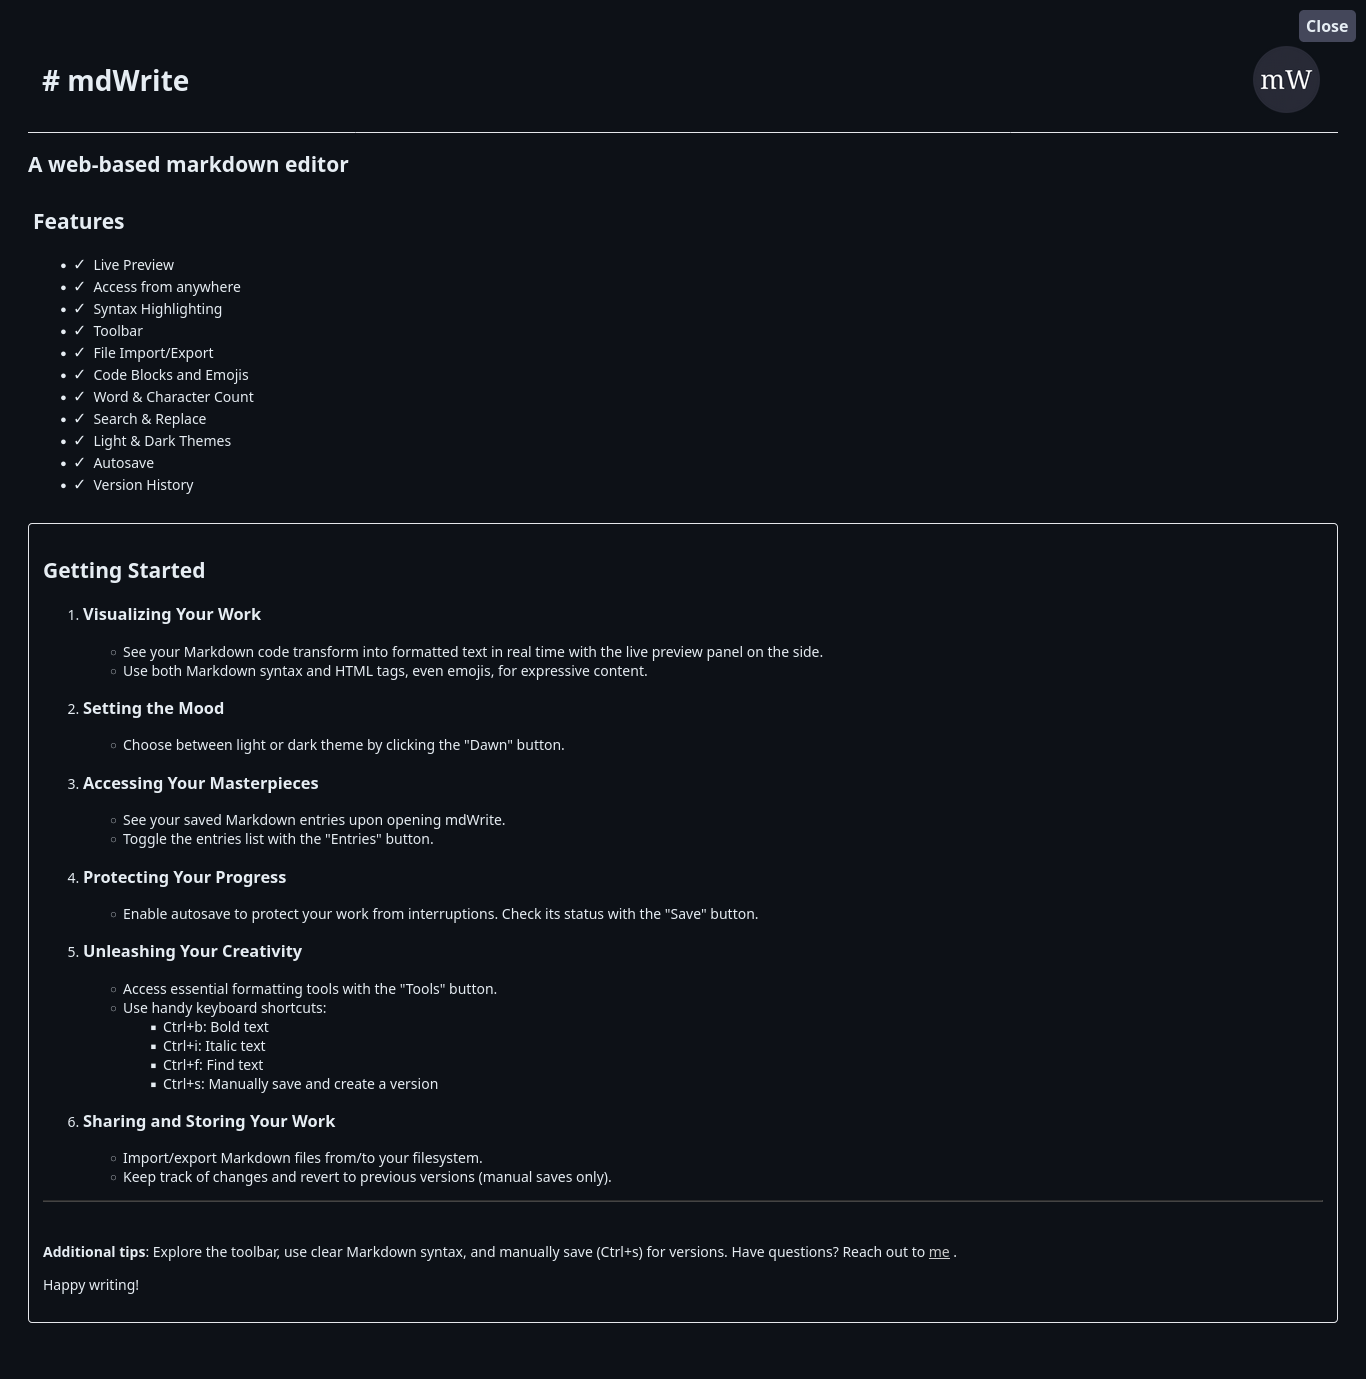 Close
# mdWrite
mW
A web-based markdown editor
Features
• ✓ Live Preview
• ✓ Access from anywhere
• ✓ Syntax Highlighting
• ✓ Toolbar
• ✓ File Import/Export
• ✓ Code Blocks and Emojis
• ✓ Word & Character Count
• ✓ Search & Replace
• ✓ Light & Dark Themes
• ✓ Autosave
• ✓ Version History
Getting Started
1. Visualizing Your Work
○ See your Markdown code transform into formatted text in real time with the live preview panel on the side.
○ Use both Markdown syntax and HTML tags, even emojis, for expressive content.
2. Setting the Mood
○ Choose between light or dark theme by clicking the "Dawn" button.
3. Accessing Your Masterpieces
○ See your saved Markdown entries upon opening mdWrite.
○ Toggle the entries list with the "Entries" button.
4. Protecting Your Progress
○ Enable autosave to protect your work from interruptions. Check its status with the "Save" button.
5. Unleashing Your Creativity
○ Access essential formatting tools with the "Tools" button.
○ Use handy keyboard shortcuts:
▪ Ctrl+b: Bold text
▪ Ctrl+i: Italic text
▪ Ctrl+f: Find text
▪ Ctrl+s: Manually save and create a version
6. Sharing and Storing Your Work
○ Import/export Markdown files from/to your filesystem.
○ Keep track of changes and revert to previous versions (manual saves only).
Additional tips: Explore the toolbar, use clear Markdown syntax, and manually save (Ctrl+s) for versions. Have questions? Reach out to me .
Happy writing!